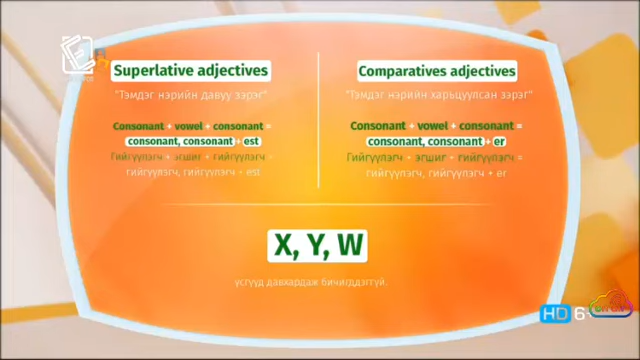 Superlative adjectives
"Тэмдэг нэрийн давуу зэрэг"
Consonant + vowel + consonant =
consonant, consonant + est
Гийгүүлэгч + эгшиг + гийгүүлэгч =
гийгүүлэгч, гийгүүлэгч + est
Comparatives adjectives
"Тэмдэг нэрийн харьцуулсан зэрэг"
Consonant + vowel + consonant =
consonant, consonant + er
Гийгүүлэгч + эгшиг + гийгүүлэгч =
гийгүүлэгч, гийгүүлэгч + er
X, Y, W
үсгүүд давхардаж бичигддэггүй.
HD 6+